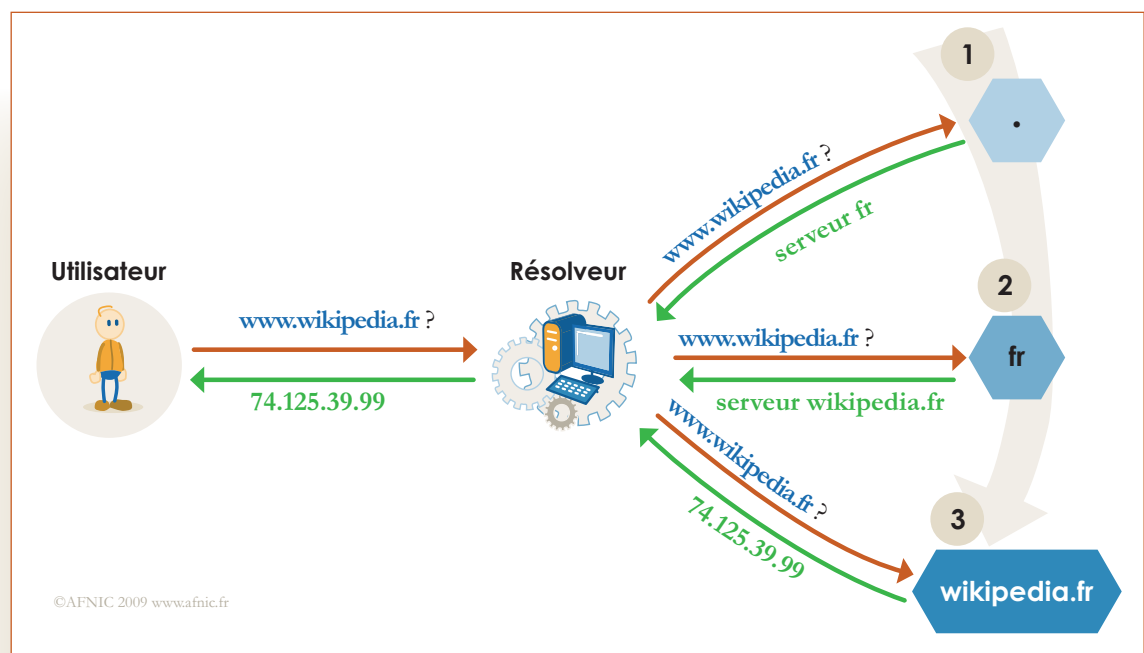 1
.
www.wikipedia.fr ?
serveur fr
Utilisateur
Résolveur
2
www.wikipedia.fr ?
www.wikipedia.fr ?
fr
74.125.39.99
serveur wikipedia.fr
www.wikipedia.fr ?
74.125.39.99
3
wikipedia.fr
©AFNIC 2009 www.afnic.fr